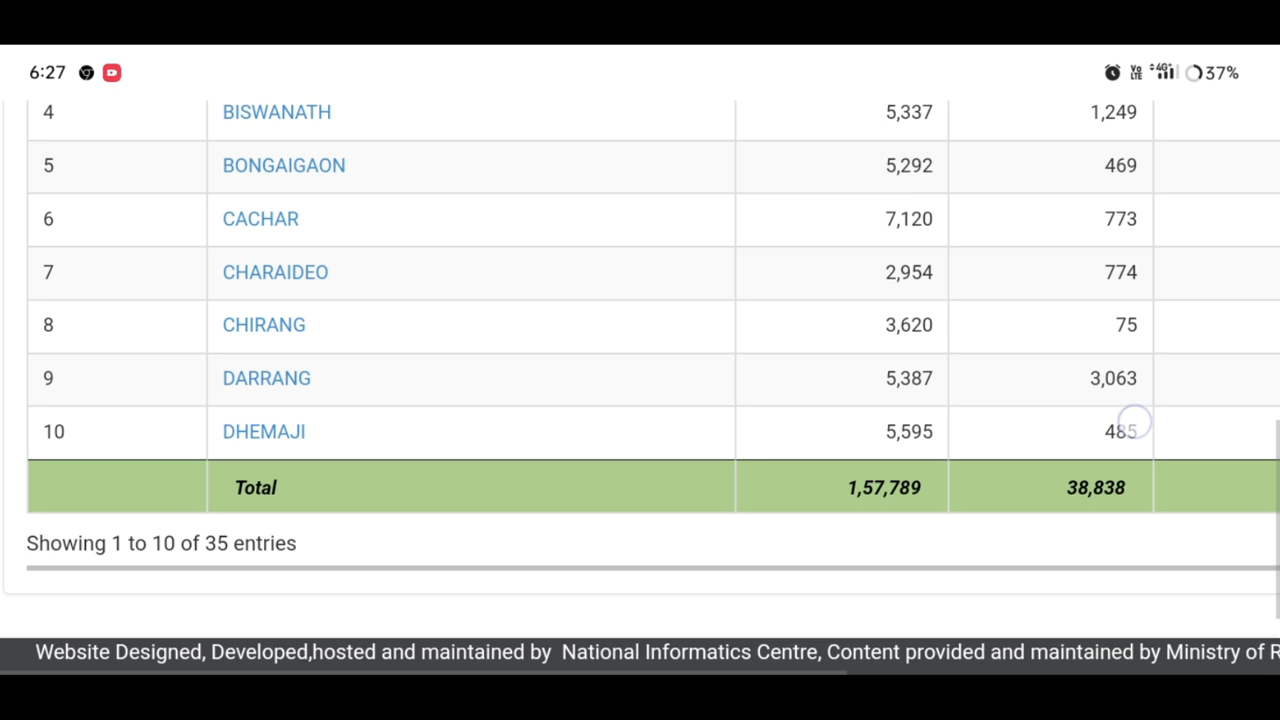 6:27 VO LTE 4G+ 37%
4 BISWANATH 5,337 1,249
5 BONGAIGAON 5,292 469
6 CACHAR 7,120 773
7 CHARAIDEO 2,954 774
8 CHIRANG 3,620 75
9 DARRANG 5,387 3,063
10 DHEMAJI 5,595 485
Total 1,57,789 38,838
Showing 1 to 10 of 35 entries
Website Designed, Developed,hosted and maintained by National Informatics Centre, Content provided and maintained by Ministry of R